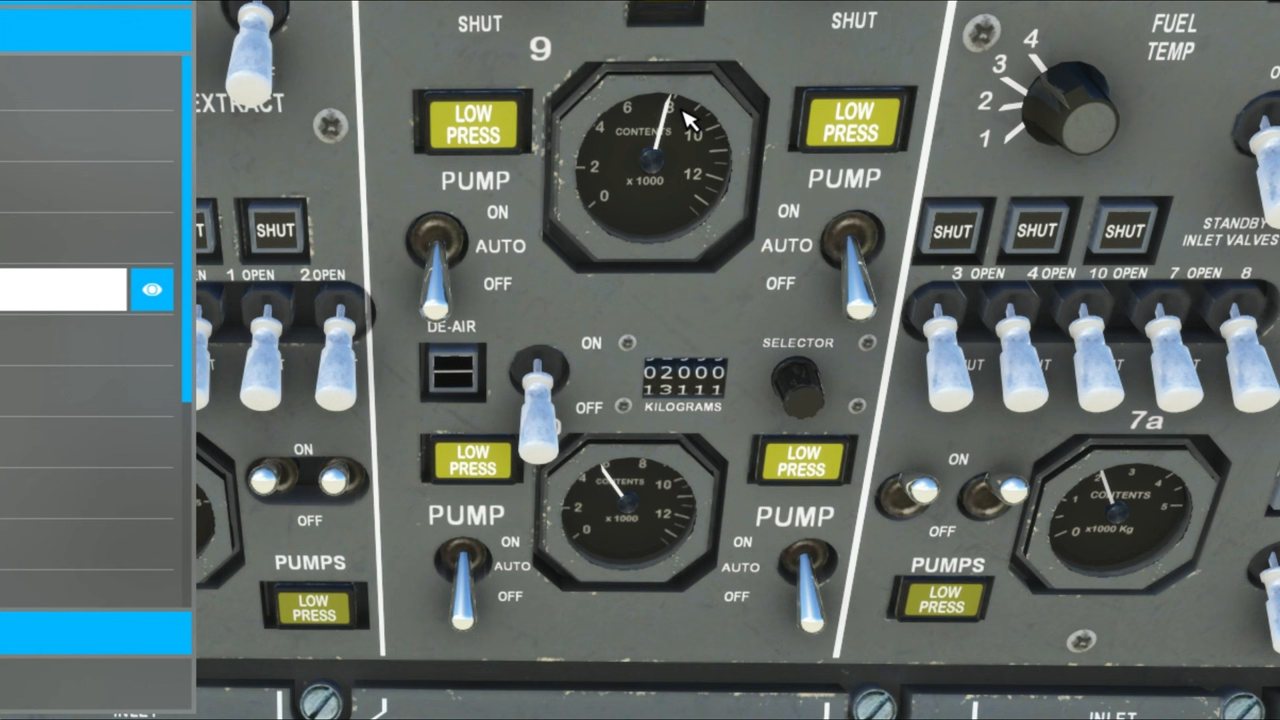 SHUT
SHUT
9
FUEL
TEMP
4
3
2
1
0
EXTRACT
LOW
PRESS
6
8
4
CONTENTS
10
2
12
x 1000
0
LOW
PRESS
PUMP
PUMP
ON
AUTO
OFF
ON
AUTO
OFF
SHUT
1 OPEN
2 OPEN
SHUT
SHUT
SHUT
STANDBY
INLET VALVES
3 OPEN
4 OPEN
10 OPEN
7 OPEN
8
DE-AIR
ON
OFF
02000
13111
KILOGRAMS
SELECTOR
7a
ON
OFF
PUMPS
LOW
PRESS
LOW
PRESS
8
CONTENTS
10
2
12
x 1000
0
LOW
PRESS
PUMP
PUMP
ON
AUTO
OFF
ON
AUTO
OFF
ON
OFF
PUMPS
LOW
PRESS
2
3
4
1
CONTENTS
5
0
x1000 Kg
INLET
INLET